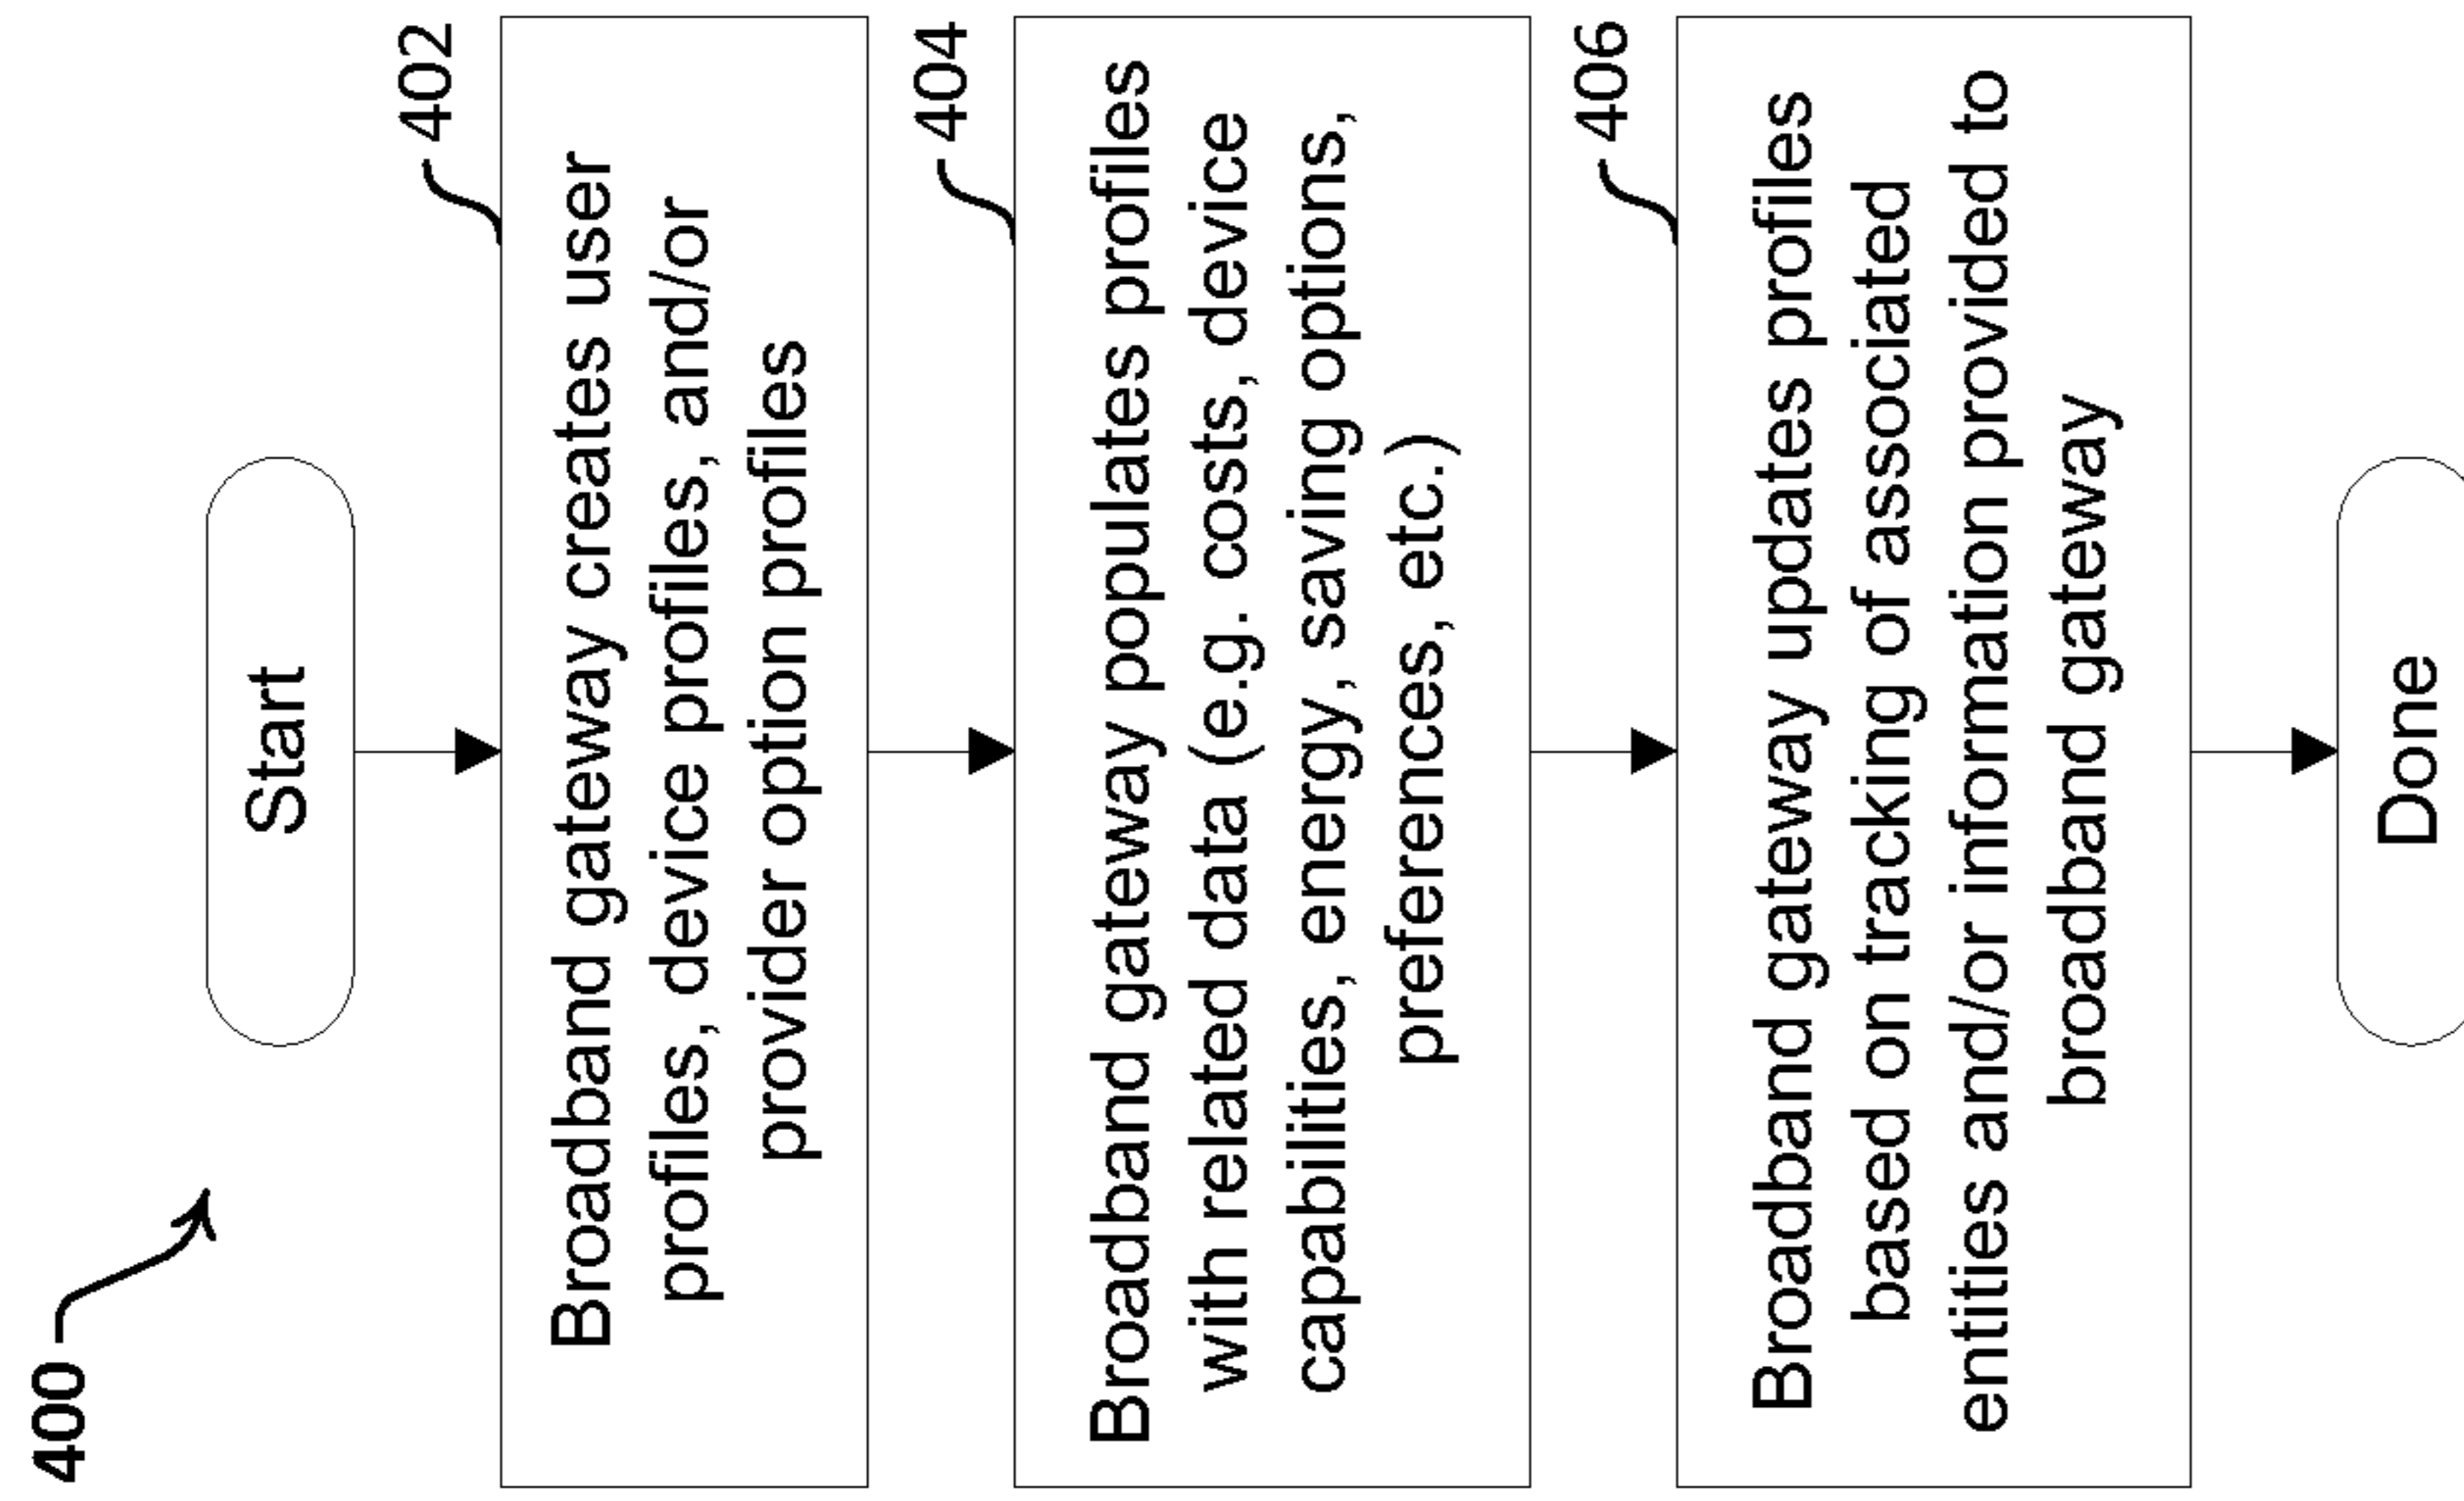 400
Start
402
Broadband gateway creates user
profiles, device profiles, and/or
provider option profiles
404
Broadband gateway populates profiles
with related data (e.g. costs, device
capabilities, energy, saving options,
preferences, etc.)
406
Broadband gateway updates profiles
based on tracking of associated
entities and/or information provided to
broadband gateway
Done